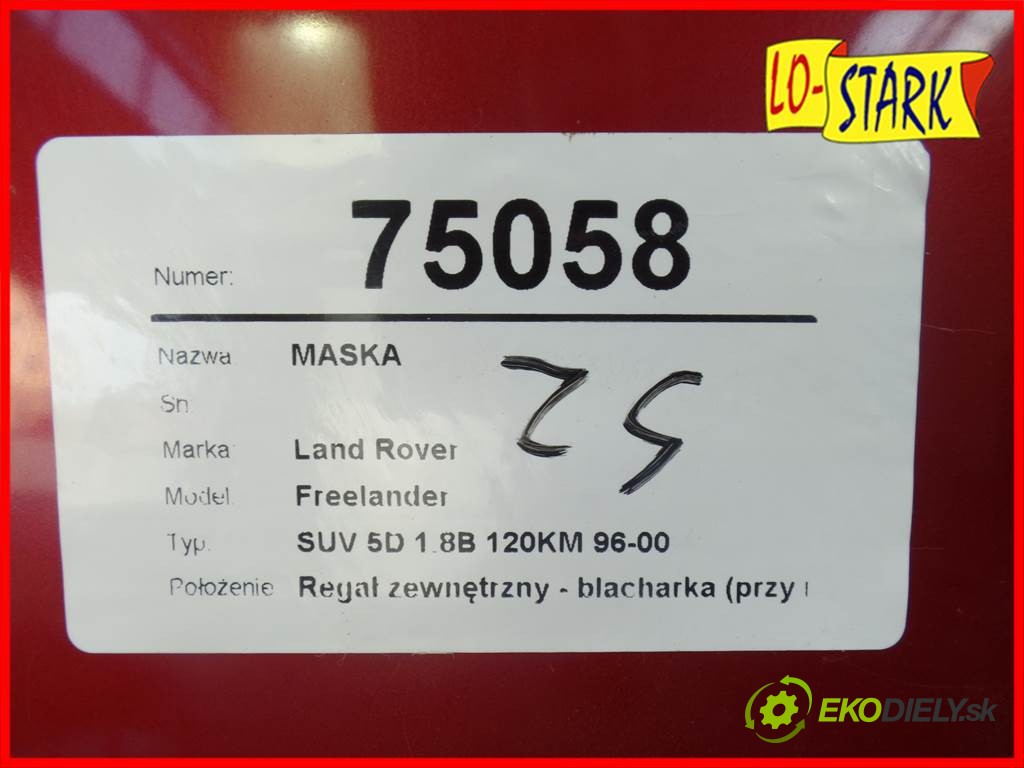 LO-STARK
Numer: 75058
Nazwa MASKA
Sn.
Marka Land Rover
Model. Freelander
Typ. SUV 5D 1.8B 120KM 96-00
Położenie Regał zewnętrzny - blacharka (przy
EKODIELY.sk